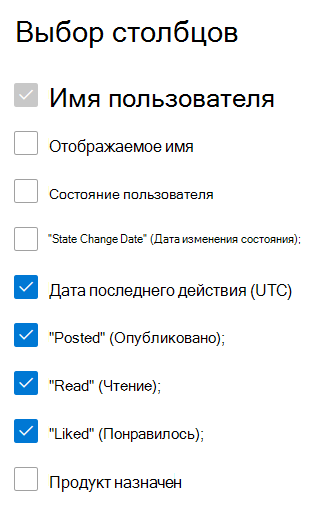 Выбор столбцов
Имя пользователя
Отображаемое имя
Состояние пользователя
"State Change Date" (Дата изменения состояния);
Дата последнего действия (UTC)
"Posted" (Опубликовано);
"Read" (Чтение);
"Liked" (Понравилось);
Продукт назначен